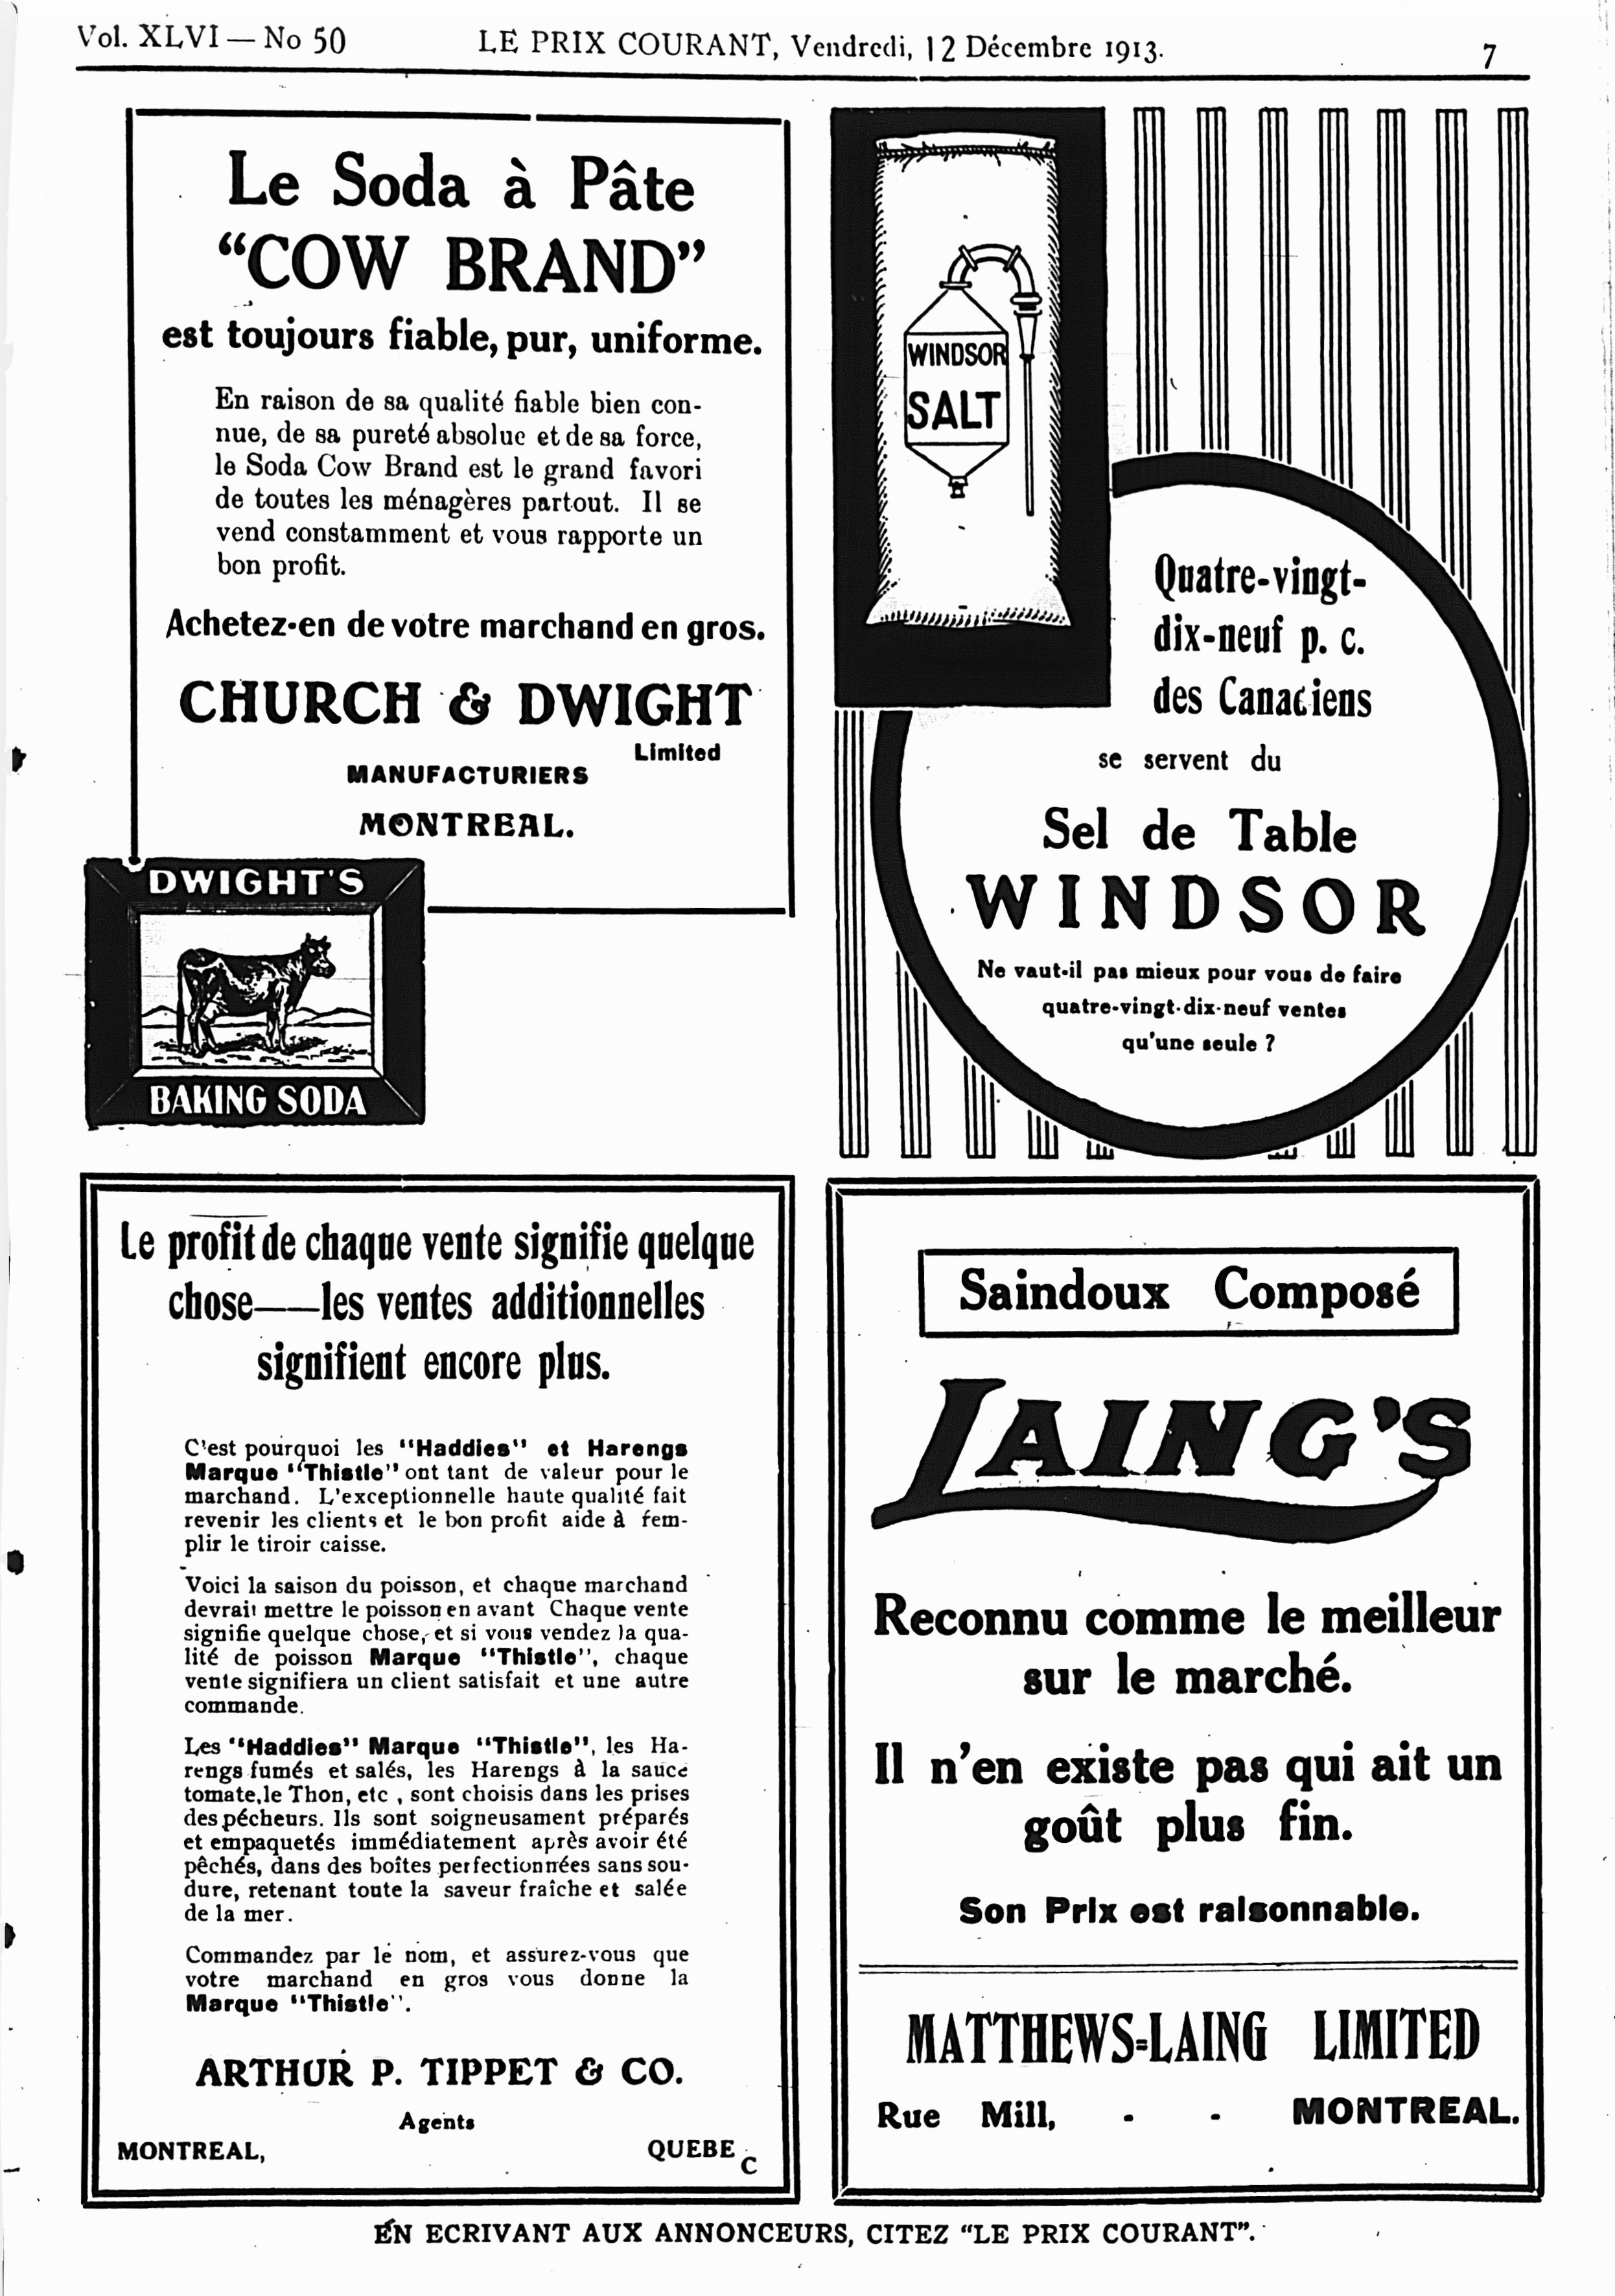 Vol. XLVI — No 50
LE PRIX COURANT, Vendredi, 12 Décembre 1913.
7
Le Soda à Pâte
“COW BRAND”
est toujours fiable, pur, uniforme.
En raison de sa qualité fiable bien con-
nue, de sa pureté absolue et de sa force,
le Soda Cow Brand est le grand favori
de toutes les ménagères partout. Il se
vend constamment et vous rapporte un
bon profit.
Achetez-en de votre marchand en gros.
CHURCH & DWIGHT
Limited
MANUFACTURIERS
MONTREAL.
DWIGHT'S
BAKING SODA
WINDSOR
SALT
Quatre-vingt-
dix-neuf p. c.
des Canadiens
se servent du
Sel de Table
WINDSOR
Ne vaut-il pas mieux pour vous de faire
quatre-vingt-dix-neuf ventes
qu'une seule ?
Le profit de chaque vente signifie quelque
chose——les ventes additionnelles
signifient encore plus.
C'est pourquoi les “Haddies” et Harengs
Marque “Thistle” ont tant de valeur pour le
marchand. L'exceptionnelle haute qualité fait
revenir les clients et le bon profit aide à rem-
plir le tiroir caisse.
Voici la saison du poisson, et chaque marchand
devrait mettre le poisson en avant Chaque vente
signifie quelque chose, et si vous vendez la qua-
lité de poisson Marque “Thistle”, chaque
vente signifiera un client satisfait et une autre
commande.
Les “Haddies” Marque “Thistle”, les Ha-
rengs fumés et salés, les Harengs à la sauce
tomate, le Thon, etc , sont choisis dans les prises
des pécheurs. Ils sont soigneusament préparés
et empaquetés immédiatement après avoir été
pêchés, dans des boîtes perfectionnées sans sou-
dure, retenant toute la saveur fraîche et salée
de la mer.
Commandez par le nom, et assurez-vous que
votre marchand en gros vous donne la
Marque “Thistle”.
ARTHUR P. TIPPET & CO.
Agents
MONTREAL, QUEBEC
Saindoux Composé
LAING'S
Reconnu comme le meilleur
sur le marché.
Il n'en existe pas qui ait un
goût plus fin.
Son Prix est raisonnable.
MATTHEWS-LAING LIMITED
Rue Mill, - - MONTREAL.
EN ECRIVANT AUX ANNONCEURS, CITEZ “LE PRIX COURANT”.